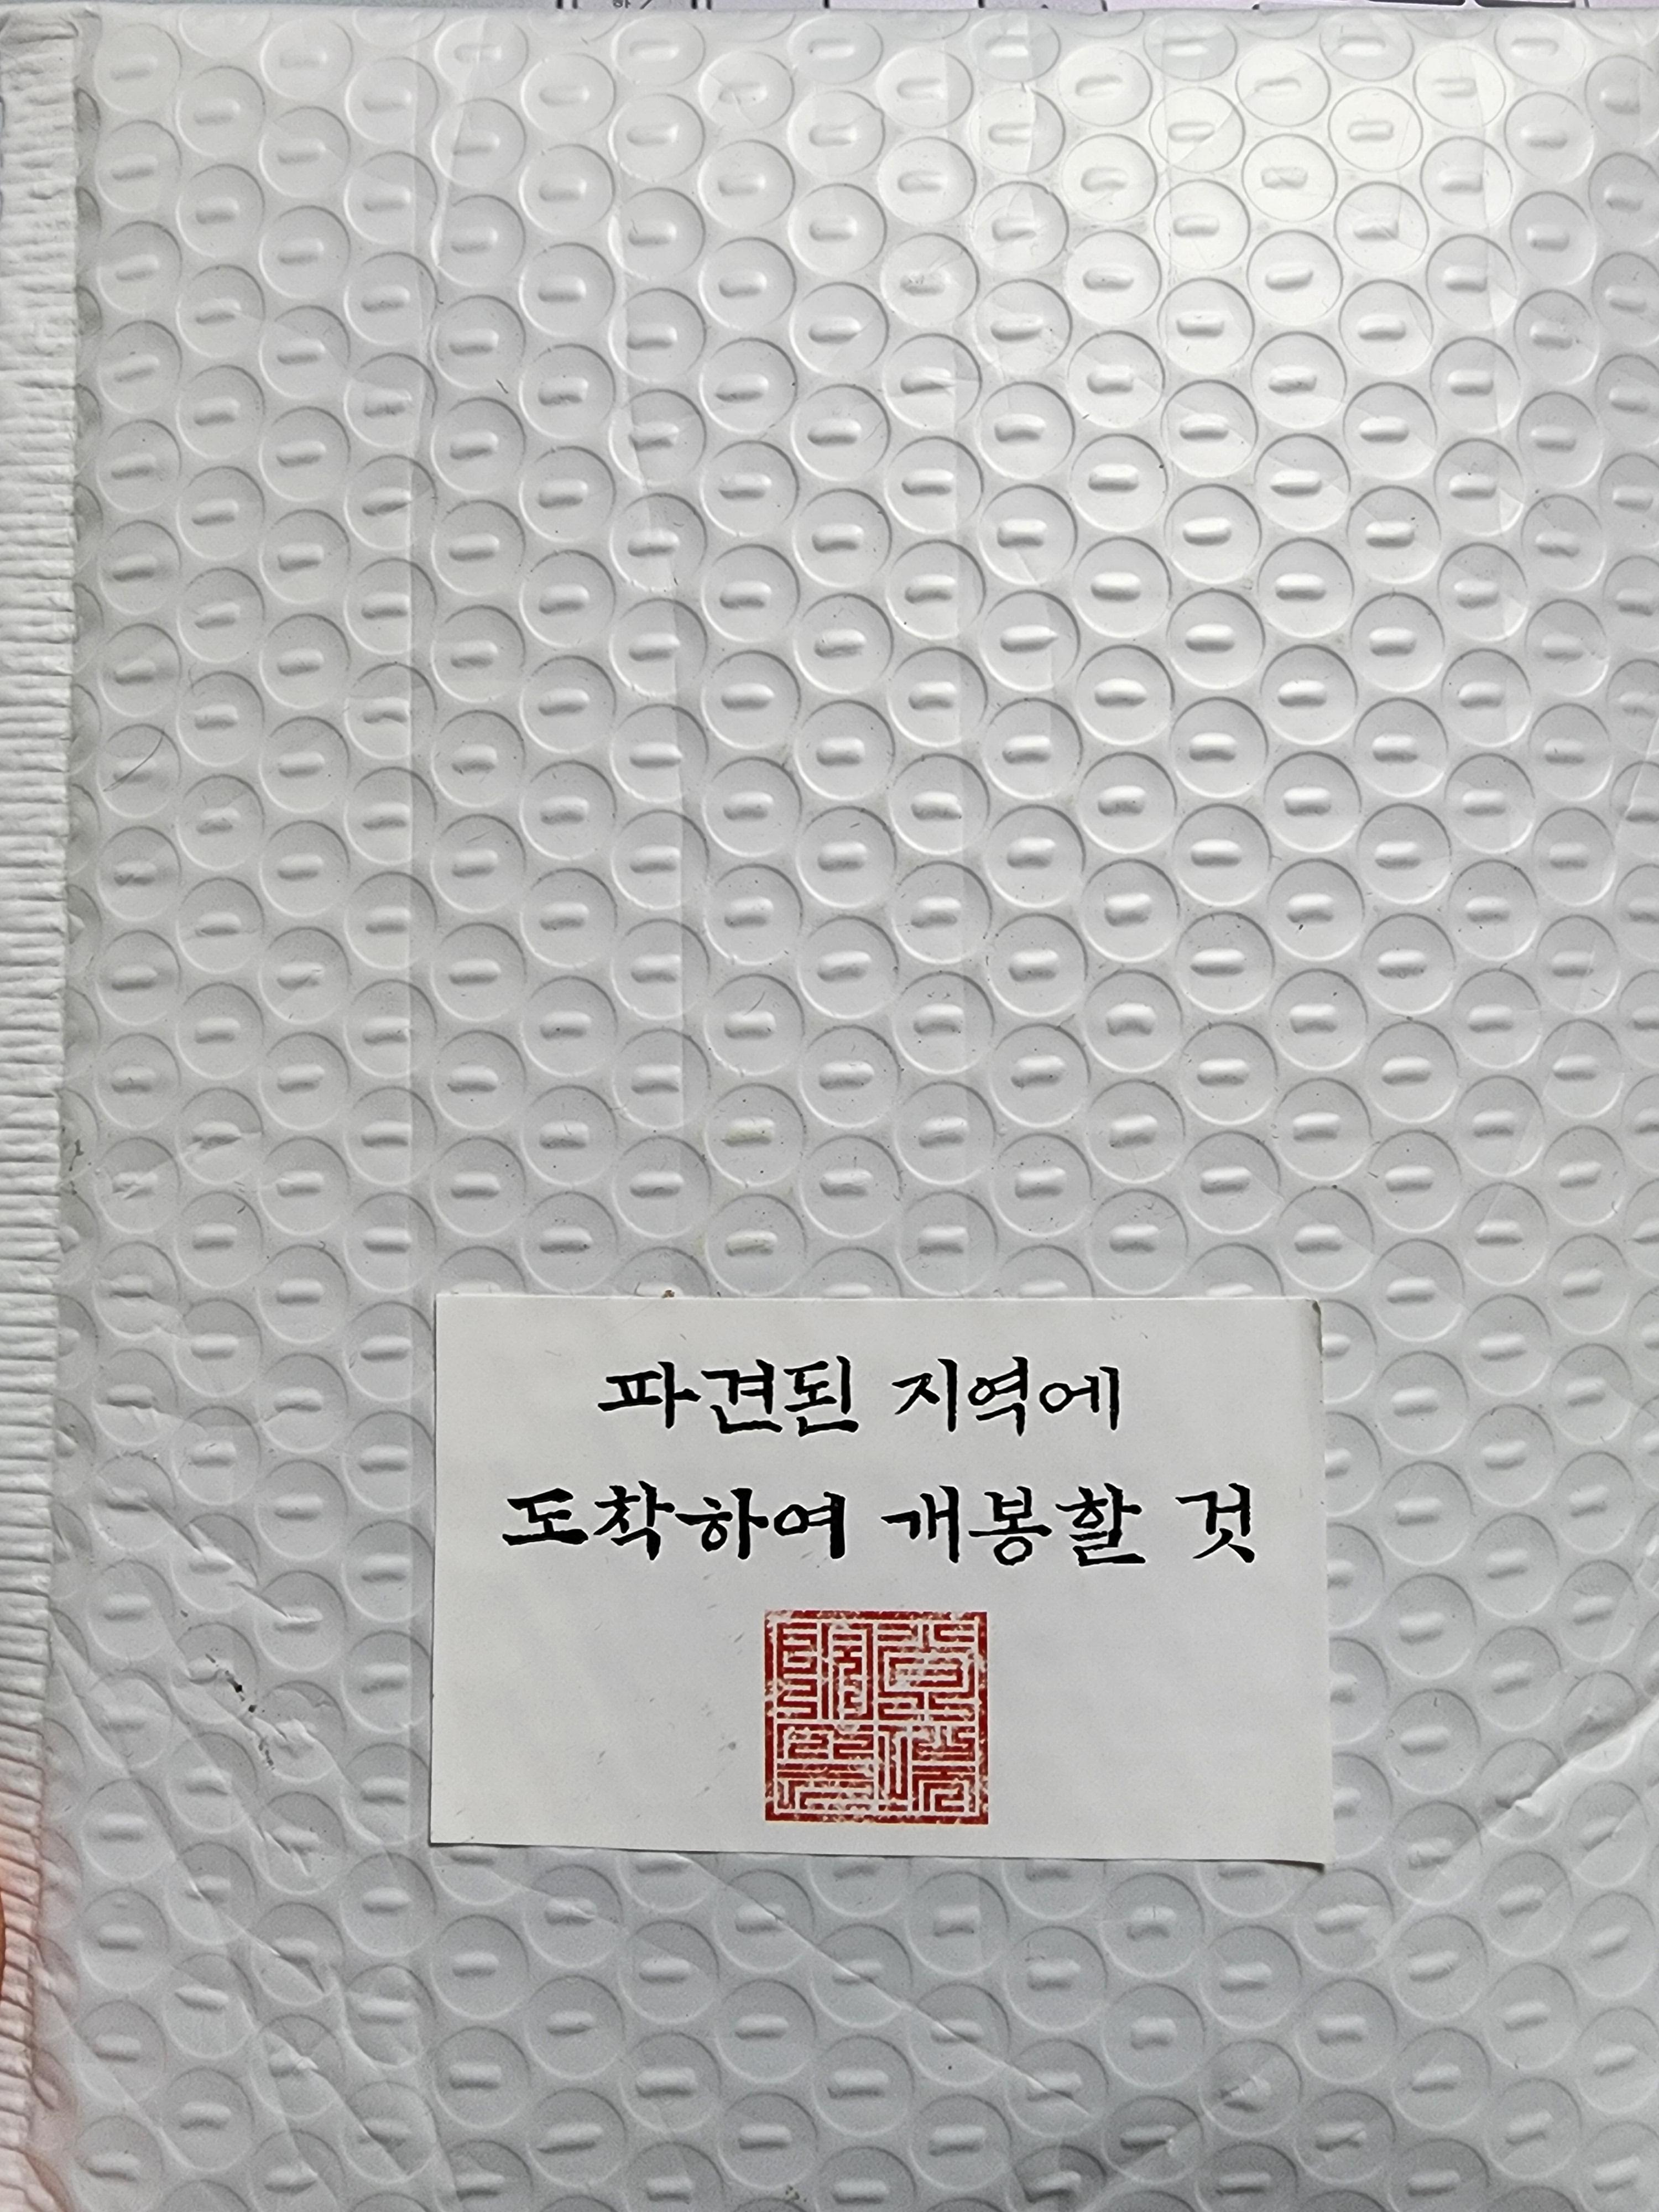 파견된 지역에
도착하여 개봉할 것